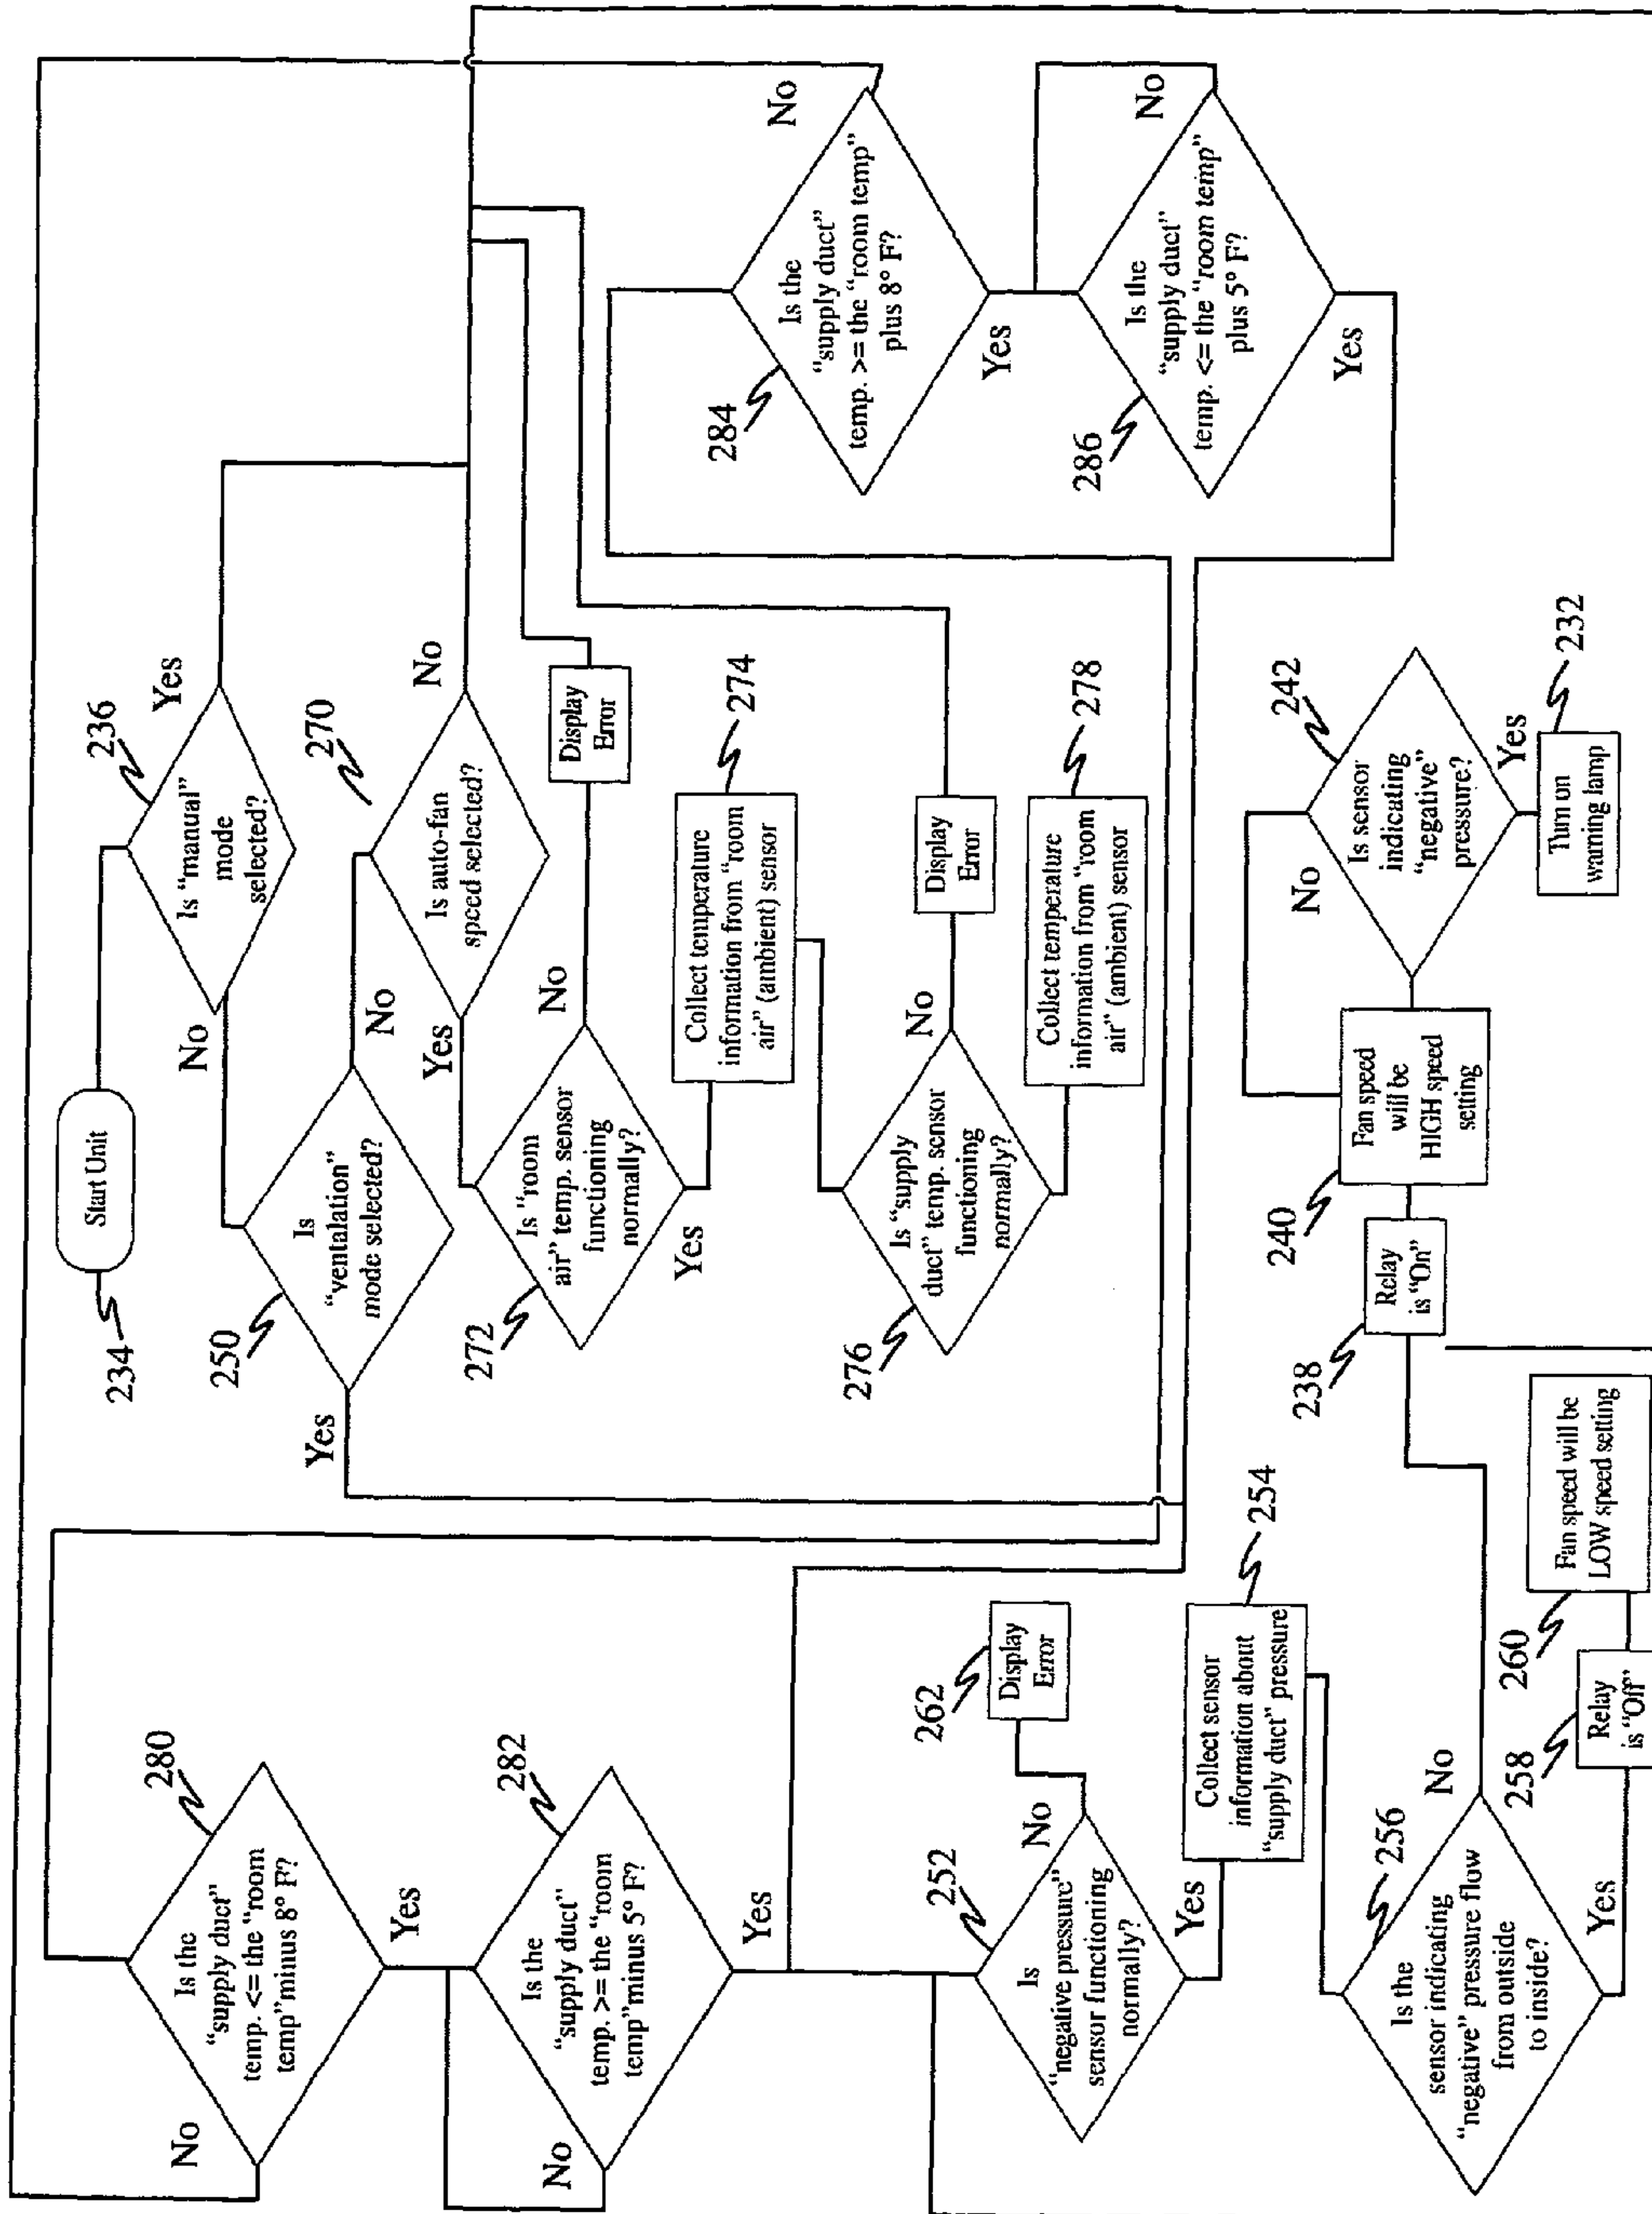 234
Start Unit
236
Is "manual"
mode
selected?
Yes
No
250
Is
"ventalation"
mode selected?
Yes
No
270
Is auto-fan
speed selected?
Yes
No
272
Is "room
air" temp. sensor
functioning
normally?
No
Yes
Display
Error
274
Collect temperature
information from "room
air" (ambient) sensor
276
Is "supply
duct" temp. sensor
functioning
normally?
No
Yes
Display
Error
278
Collect temperature
information from "room
air" (ambient) sensor
280
Is the
"supply duct"
temp. <= the "room
temp"minus 8° F?
No
Yes
282
Is the
"supply duct"
temp. >= the "room
temp"minus 5° F?
No
Yes
284
Is the
"supply duct"
temp. >= the "room temp"
plus 8° F?
No
Yes
286
Is the
"supply duct"
temp. <= the "room temp"
plus 5° F?
No
Yes
252
Is
"negative pressure"
sensor functioning
normally?
No
Yes
262
Display
Error
254
Collect sensor
information about
"supply duct" pressure
256
Is the
sensor indicating
"negative" pressure flow
from outside
to inside?
No
Yes
258
Relay
is "Off"
260
Fan speed will be
LOW speed setting
238
Relay
is "On"
240
Fan speed
will be
HIGH speed
setting
242
Is sensor
indicating
"negative"
pressure?
No
Yes
232
Turn on
warning lamp